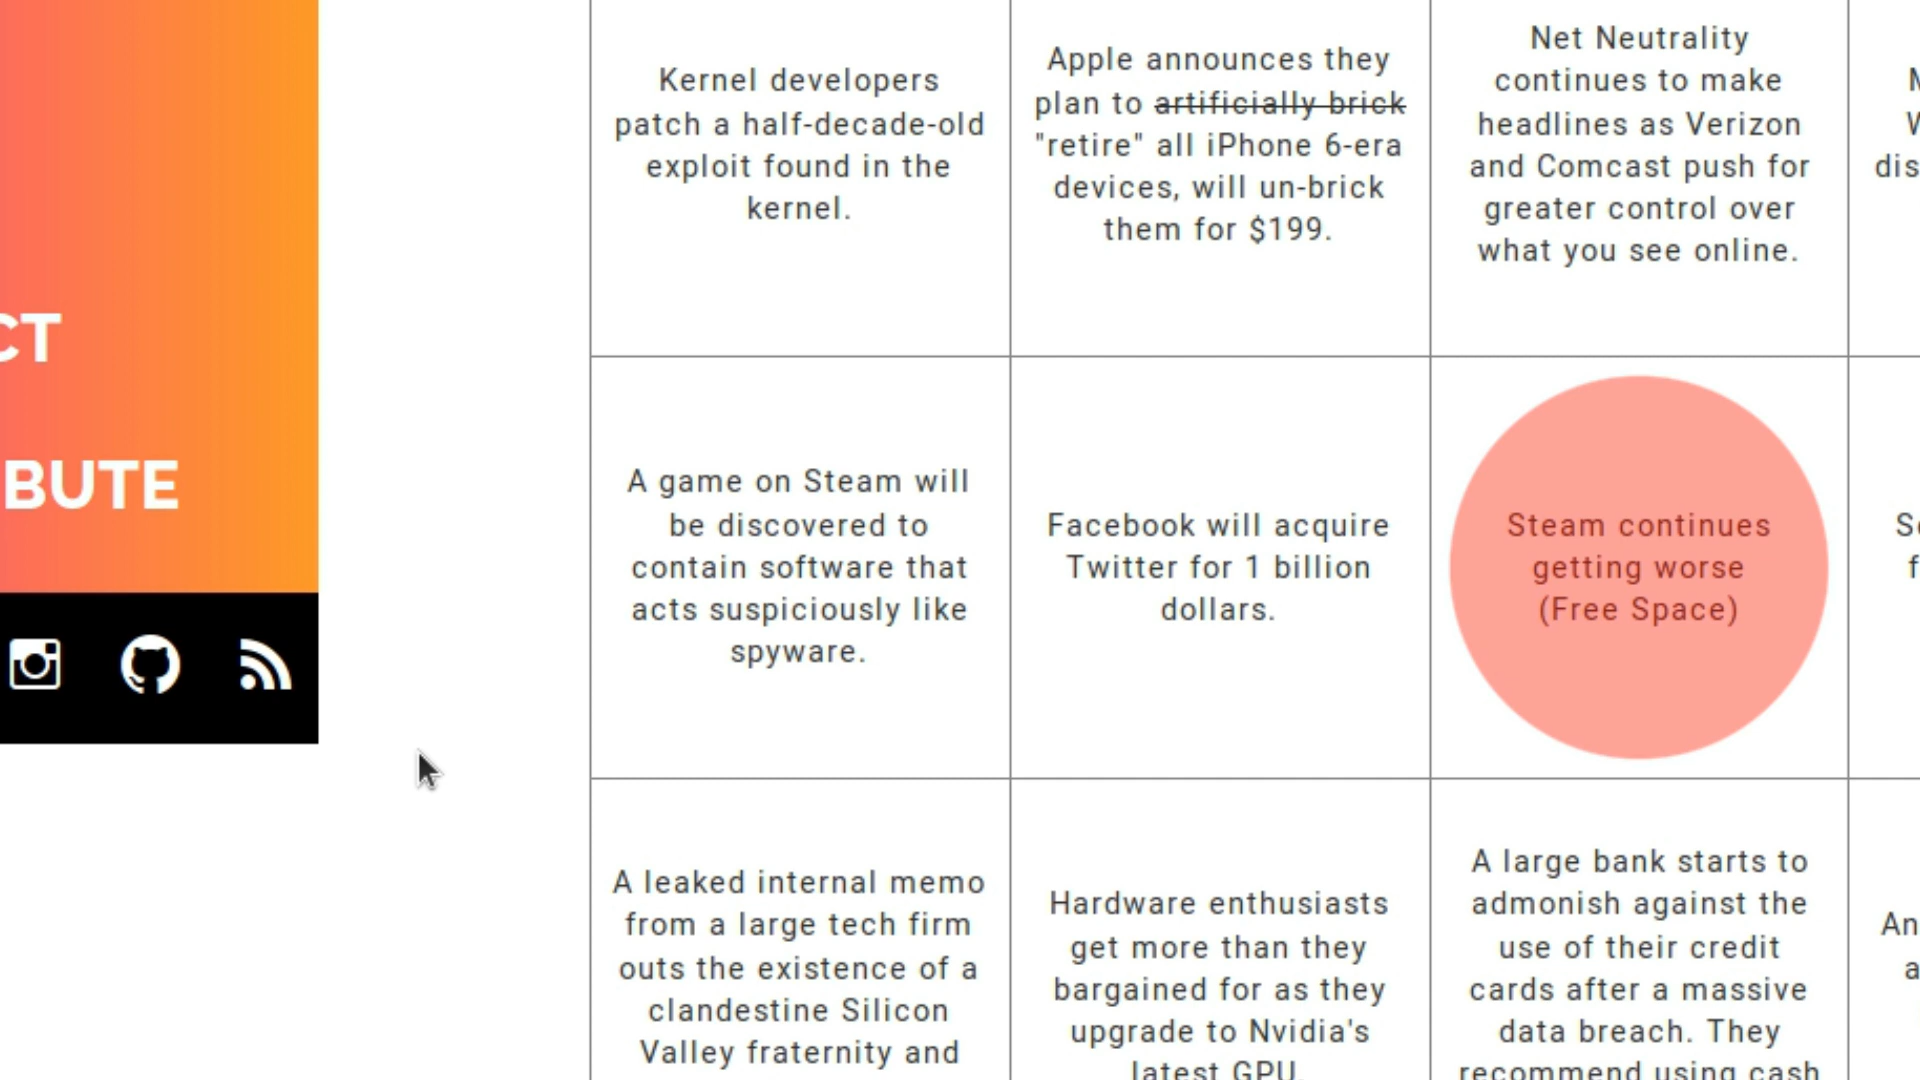 CT
BUTE
Kernel developers
patch a half-decade-old
exploit found in the
kernel.
Apple announces they
plan to artificially brick
"retire" all iPhone 6-era
devices, will un-brick
them for $199.
Net Neutrality
continues to make
headlines as Verizon
and Comcast push for
greater control over
what you see online.
dis
A game on Steam will
be discovered to
contain software that
acts suspiciously like
spyware.
Facebook will acquire
Twitter for 1 billion
dollars.
Steam continues
getting worse
(Free Space)
f
A leaked internal memo
from a large tech firm
outs the existence of a
clandestine Silicon
Valley fraternity and
Hardware enthusiasts
get more than they
bargained for as they
upgrade to Nvidia's
latest GPU.
A large bank starts to
admonish against the
use of their credit
cards after a massive
data breach. They
recommend using cash
An
a